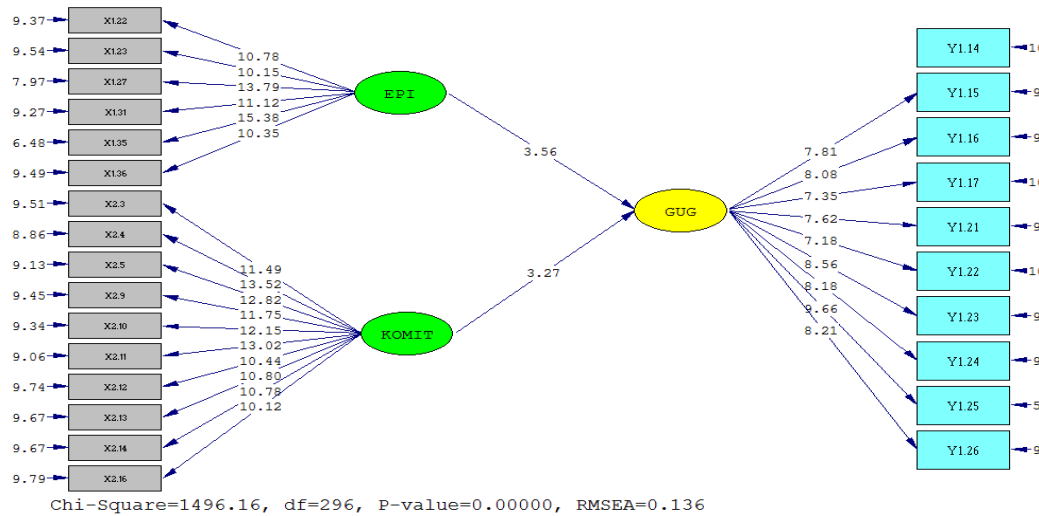 9.37 X1.22
9.54 X1.23
7.97 X1.27
9.27 X1.31
6.48 X1.35
9.49 X1.36
9.51 X2.3
8.86 X2.4
9.13 X2.5
9.45 X2.9
9.34 X2.10
9.06 X2.11
9.74 X2.12
9.67 X2.13
9.67 X2.14
9.79 X2.16
10.78
10.15
13.79
11.12
15.38
10.35
EPI
11.49
13.52
12.82
11.75
12.15
13.02
10.44
10.80
10.78
10.12
KOMIT
3.56
3.27
GUG
7.81
8.08
7.35
7.62
7.18
8.56
8.18
9.66
8.21
Y1.14
Y1.15
Y1.16
Y1.17
Y1.21
Y1.22
Y1.23
Y1.24
Y1.25
Y1.26
Chi-Square=1496.16, df=296, P-value=0.00000, RMSEA=0.136